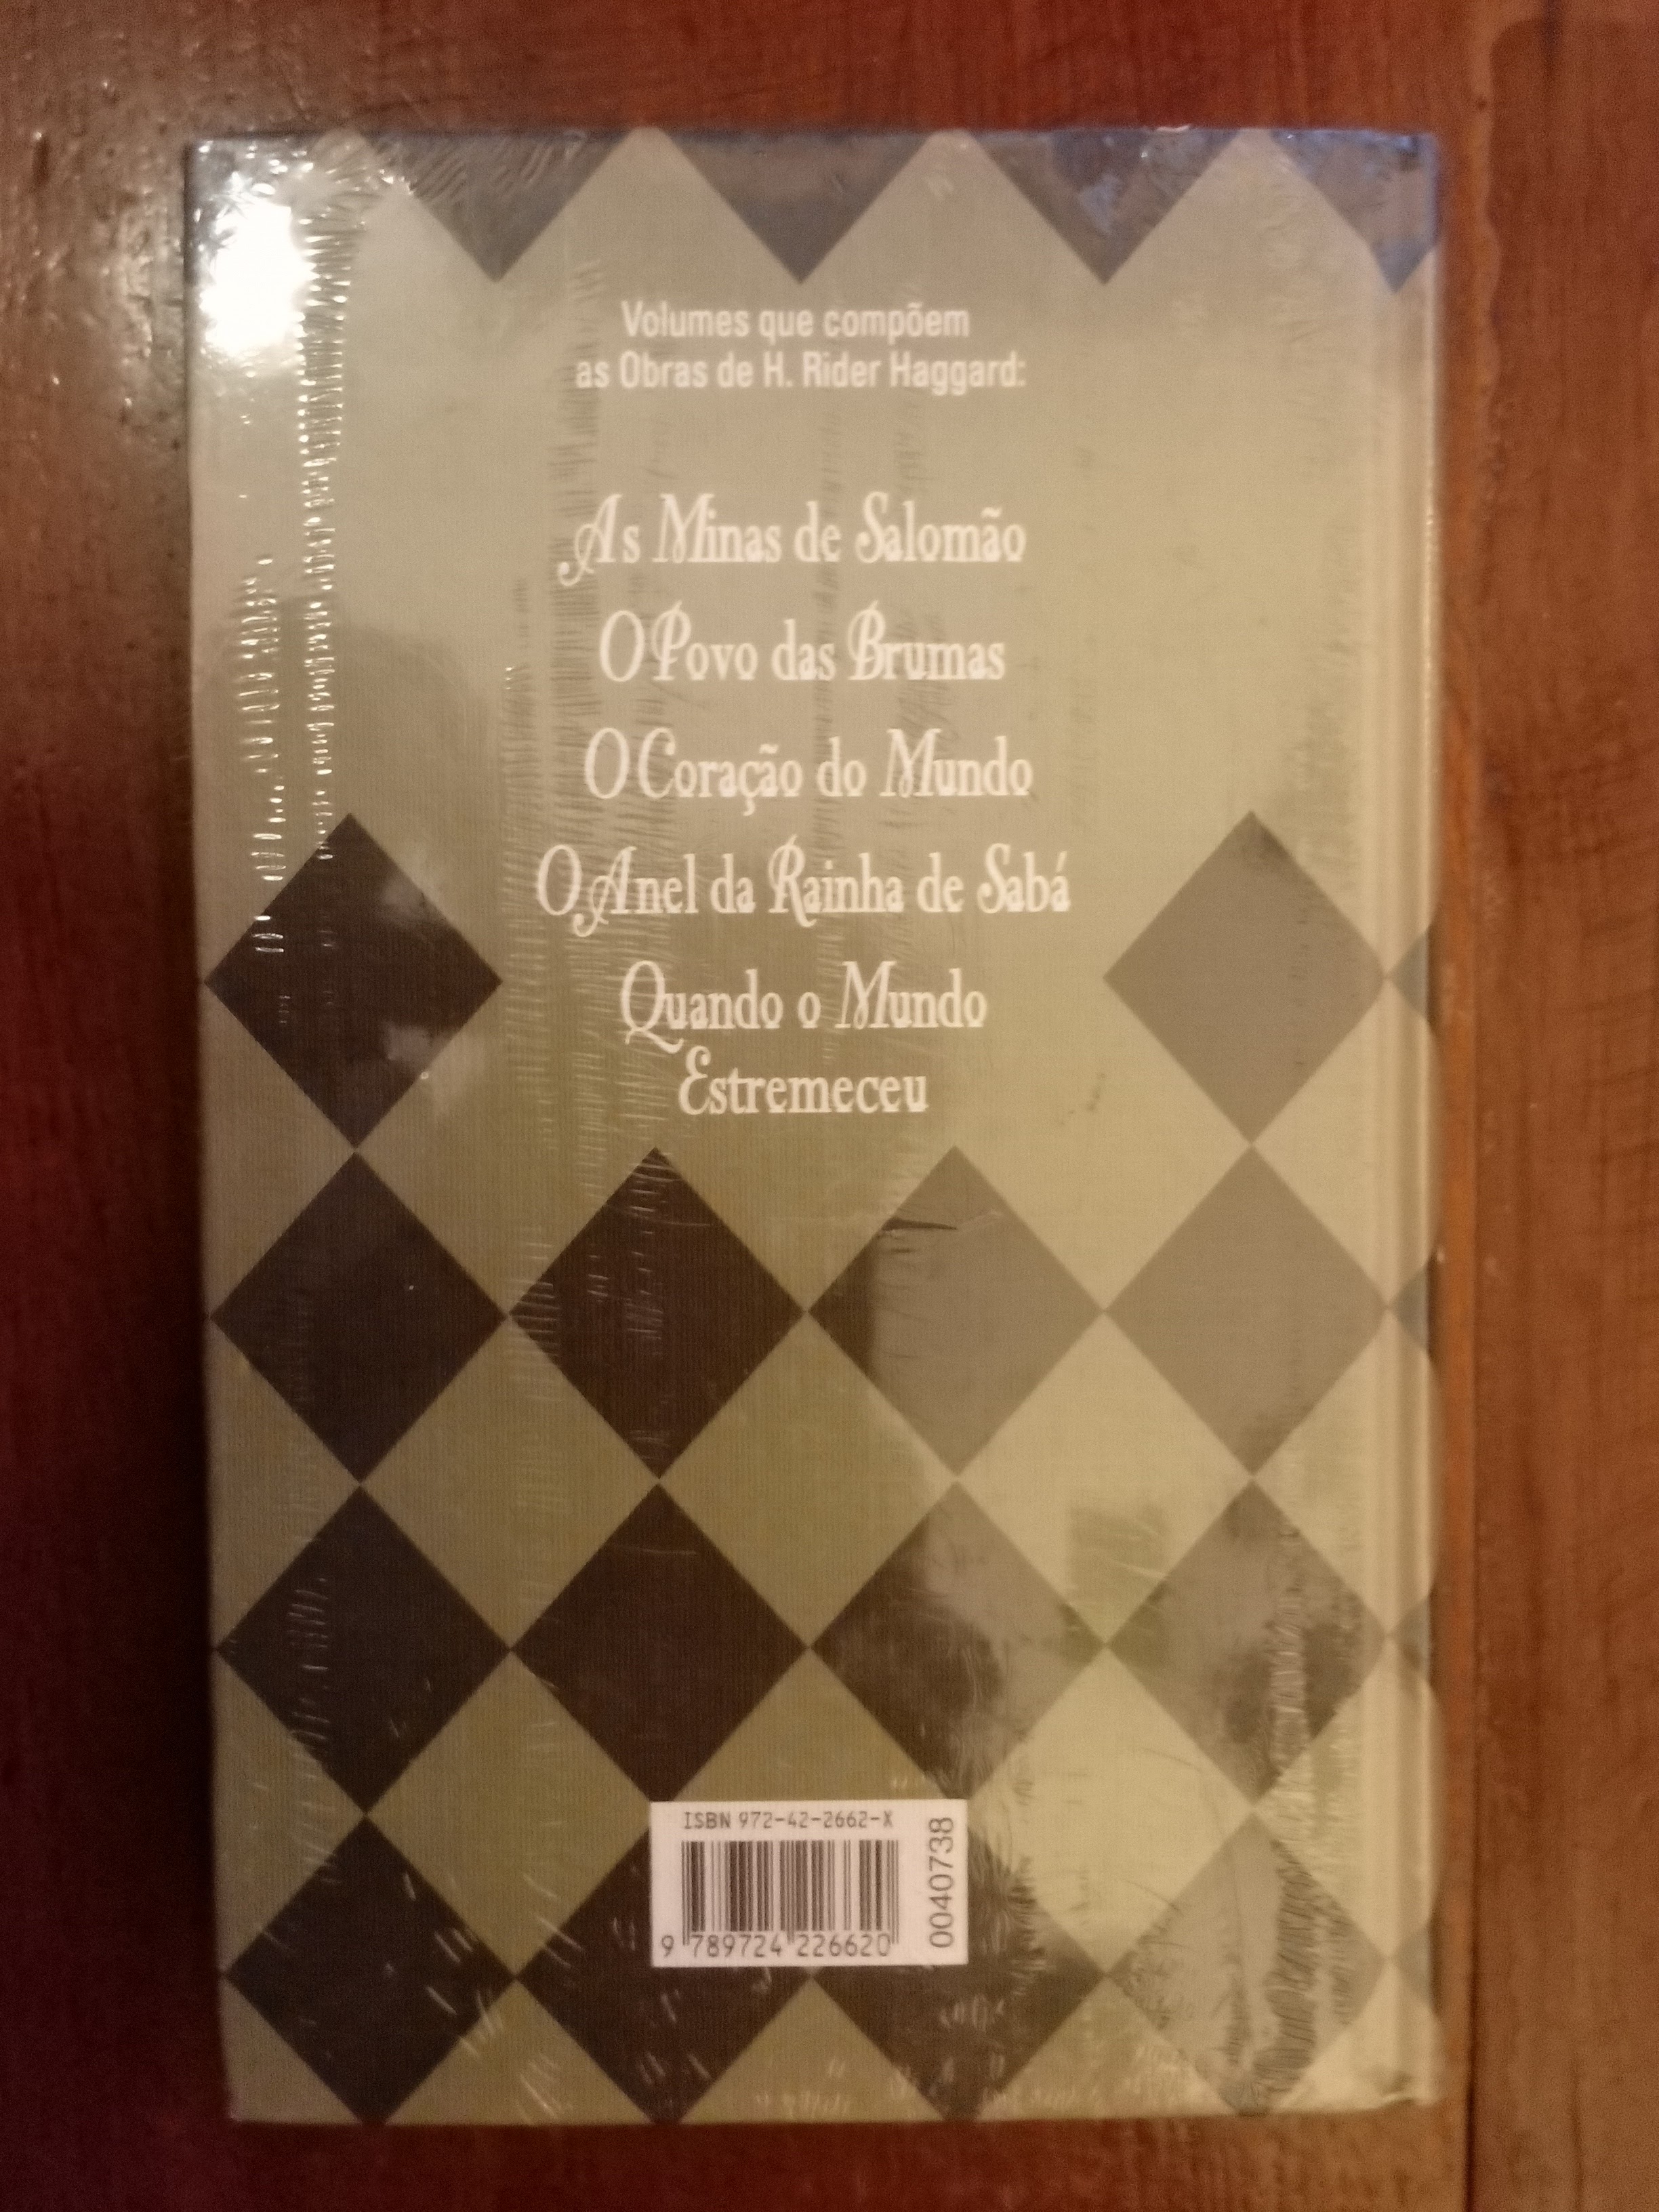 Volumes que compõem
as Obras de H. Rider Haggard:
As Minas de Salomão
O Povo das Brumas
O Coração do Mundo
O Anel da Rainha de Sabá
Quando o Mundo
Estremeceu
ISBN 972-42-2662-X
9 789724 226620
0040738